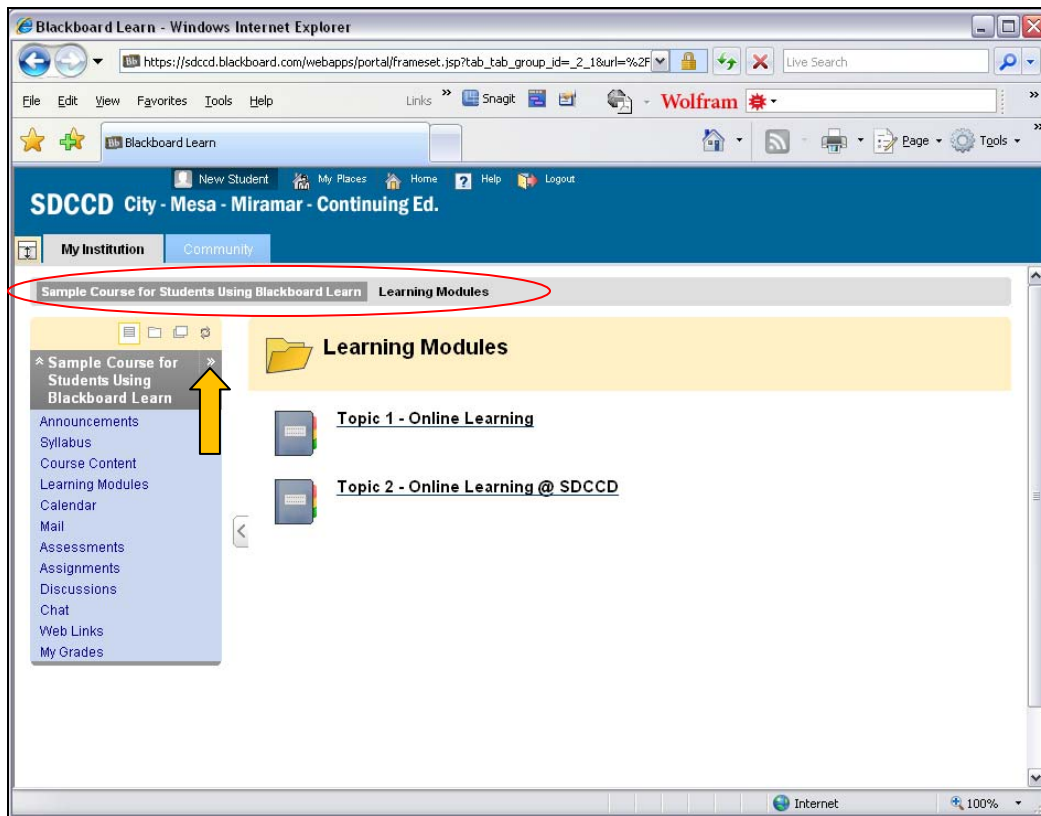 Blackboard Learn - Windows Internet Explorer
https://sdccd.blackboard.com/webapps/portal/frameset.jsp?tab_tab_group_id=_2_1&url=%2F
Live Search
File Edit View Favorites Tools Help
Links » Snagit
Wolfram
»
Blackboard Learn
Page
Tools
»
New Student My Places Home ? Help Logout
SDCCD City - Mesa - Miramar - Continuing Ed.
My Institution Community
Sample Course for Students Using Blackboard Learn Learning Modules
Learning Modules
Sample Course for »
Students Using
Blackboard Learn
Announcements
Syllabus
Course Content
Learning Modules
Calendar
Mail
Assessments
Assignments
Discussions
Chat
Web Links
My Grades
Topic 1 - Online Learning
Topic 2 - Online Learning @ SDCCD
Internet
100%